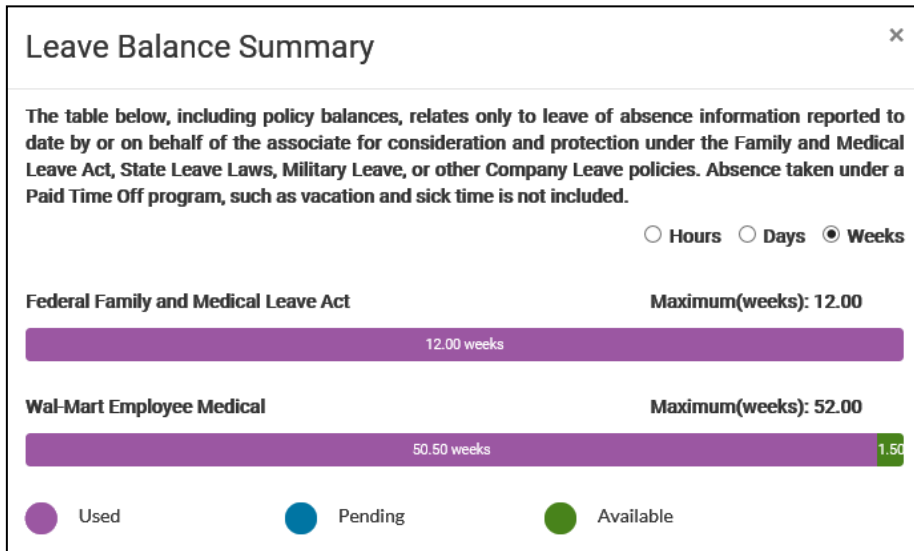 Leave Balance Summary ×
The table below, including policy balances, relates only to leave of absence information reported to
date by or on behalf of the associate for consideration and protection under the Family and Medical
Leave Act, State Leave Laws, Military Leave, or other Company Leave policies. Absence taken under a
Paid Time Off program, such as vacation and sick time is not included.
Hours Days Weeks
Federal Family and Medical Leave Act Maximum(weeks): 12.00
12.00 weeks
Wal-Mart Employee Medical Maximum(weeks): 52.00
50.50 weeks 1.50
Used Pending Available